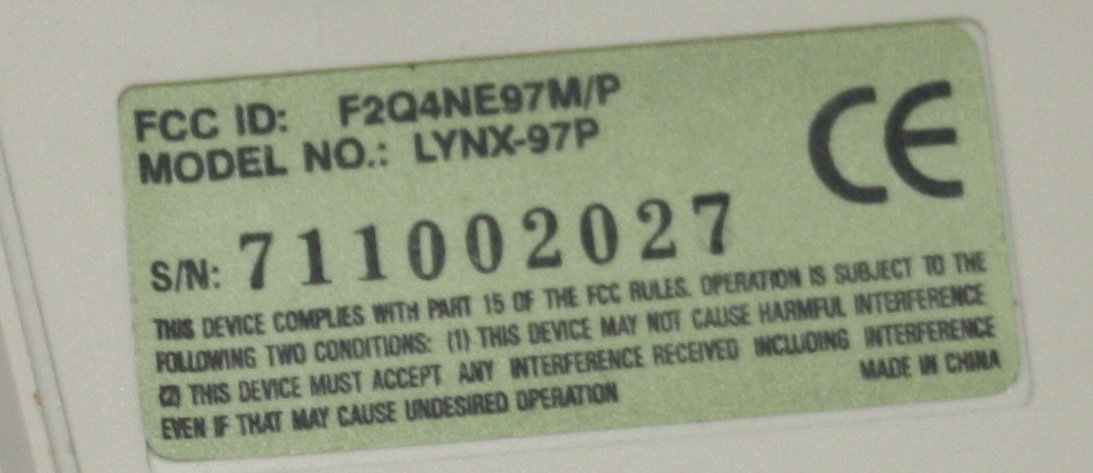 FCC ID: F2Q4NE97M/P
MODEL NO.: LYNX-97P
CE
S/N: 711002027
THIS DEVICE COMPLIES WITH PART 15 OF THE FCC RULES. OPERATION IS SUBJECT TO THE
FOLLOWING TWO CONDITIONS: (1) THIS DEVICE MAY NOT CAUSE HARMFUL INTERFERENCE
(2) THIS DEVICE MUST ACCEPT ANY INTERFERENCE RECEIVED INCLUDING INTERFERENCE
EVEN IF THAT MAY CAUSE UNDESIRED OPERATION
MADE IN CHINA